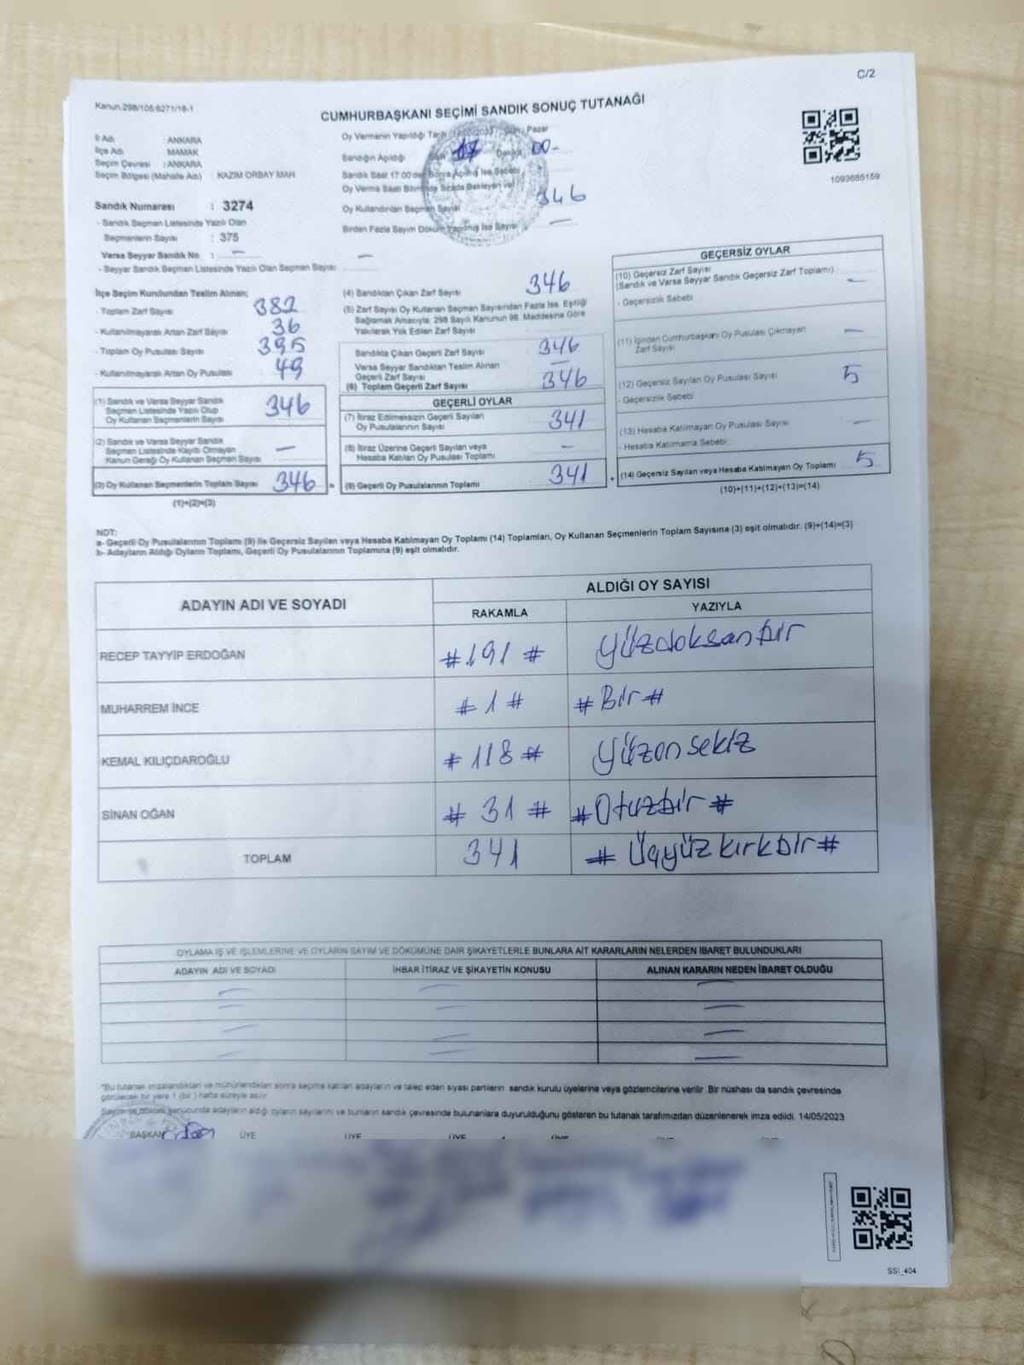 C/2
Kanun.298/105;6271/18-1
CUMHURBAŞKANI SEÇİMİ SANDIK SONUÇ TUTANAĞI
İl Adı : ANKARA
İlçe Adı : MAMAK
Seçim Çevresi : ANKARA
Seçim Bölgesi (Mahalle Adı) : KAZIM ORBAY MAH
Sandık Numarası : 3274
- Sandık Seçmen Listesinde Yazılı Olan
Seçmenlerin Sayısı : 375
Varsa Seyyar Sandık No : —
- Seyyar Sandık Seçmen Listesinde Yazılı Olan Seçmen Sayısı —
Oy Vermenin Yapıldığı Pazar
Sandığın Açıldığı 17 00-
Sandık Saat 17.00'den Sonra Açılmış İse Sebebi
Oy Verme Saati Sırada Bekleyen
Oy Kullandırılan Seçmen Sayısı 346
Birden Fazla Sayım Döküm Yapılmış İse Sayısı —
1093685159
İlçe Seçim Kurulundan Teslim Alınan;
- Toplam Zarf Sayısı 382
- Kullanılmayarak Artan Zarf Sayısı 36
- Toplam Oy Pusulası Sayısı 395
- Kullanılmayarak Artan Oy Pusulası 49
(1) Sandık ve Varsa Seyyar Sandık
Seçmen Listesinde Yazılı Olup
Oy Kullanan Seçmenlerin Sayısı 346
(2) Sandık ve Varsa Seyyar Sandık
Seçmen Listesinde Kayıtlı Olmayan
Kanun Gereği Oy Kullanan Seçmen Sayısı —
(3) Oy Kullanan Seçmenlerin Toplam Sayısı 346
(1)+(2)=(3)
(4) Sandıktan Çıkan Zarf Sayısı 346
(5) Zarf Sayısı Oy Kullanan Seçmen Sayısından Fazla İse, Eşitliği
Sağlamak Amacıyla; 298 Sayılı Kanunun 98. Maddesine Göre
Yakılarak Yok Edilen Zarf Sayısı
Sandıkta Çıkan Geçerli Zarf Sayısı 346
Varsa Seyyar Sandıktan Teslim Alınan
Geçerli Zarf Sayısı —
(6) Toplam Geçerli Zarf Sayısı 346
GEÇERLİ OYLAR
(7) İtiraz Edilmeksizin Geçerli Sayılan
Oy Pusulalarının Sayısı 341
(8) İtiraz Üzerine Geçerli Sayılan veya
Hesaba Katılan Oy Pusulası Toplamı —
(9) Geçerli Oy Pusulalarının Toplamı 341
GEÇERSİZ OYLAR
(10) Geçersiz Zarf Sayısı
(Sandık ve Varsa Seyyar Sandık Geçersiz Zarf Toplamı) —
- Geçersizlik Sebebi
(11) İçinden Cumhurbaşkanı Oy Pusulası Çıkmayan
Zarf Sayısı —
(12) Geçersiz Sayılan Oy Pusulası Sayısı 5
- Geçersizlik Sebebi
(13) Hesaba Katılmayan Oy Pusulası Sayısı —
- Hesaba Katılmama Sebebi
(14) Geçersiz Sayılan veya Hesaba Katılmayan Oy Toplamı 5
(10)+(11)+(12)+(13)=(14)
NOT:
a- Geçerli Oy Pusulalarının Toplamı (9) ile Geçersiz Sayılan veya Hesaba Katılmayan Oy Toplamı (14) Toplamları, Oy Kullanan Seçmenlerin Toplam Sayısına (3) eşit olmalıdır. (9)+(14)=(3)
b- Adayların Aldığı Oyların Toplamı, Geçerli Oy Pusulalarının Toplamına (9) eşit olmalıdır.
ADAYIN ADI VE SOYADI ALDIĞI OY SAYISI
RAKAMLA YAZIYLA
RECEP TAYYİP ERDOĞAN #191# Yüzdoksanbir
MUHARREM İNCE #1# #Bir#
KEMAL KILIÇDAROĞLU #118# Yüzonsekiz
SİNAN OĞAN #31# #Otuzbir#
TOPLAM 341 # Üçyüzkırkbir#
OYLAMA İŞ VE İŞLEMLERİNE VE OYLARIN SAYIM VE DÖKÜMÜNE DAİR ŞİKAYETLERLE BUNLARA AİT KARARLARIN NELERDEN İBARET BULUNDUKLARI
ADAYIN ADI VE SOYADI İHBAR İTİRAZ VE ŞİKAYETİN KONUSU ALINAN KARARIN NEDEN İBARET OLDUĞU
"Bu tutanak imzalandıktan ve mühürlendikten sonra seçime katılan adayların ve talep eden siyasi partilerin sandık kurulu üyelerine veya gözlemcilerine verilir. Bir nüshası da sandık çevresinde
görülecek bir yere 1 (bir) hafta süreyle asılır.
Sayım ve döküm sonucunda adayların aldığı oyların sayılarını ve bunların sandık çevresinde bulunanlara duyurulduğunu gösteren bu tutanak tarafımızdan düzenlenerek imza edildi. 14/05/2023
BAŞKAN ÜYE ÜYE ÜYE ÜYE
SSI_404